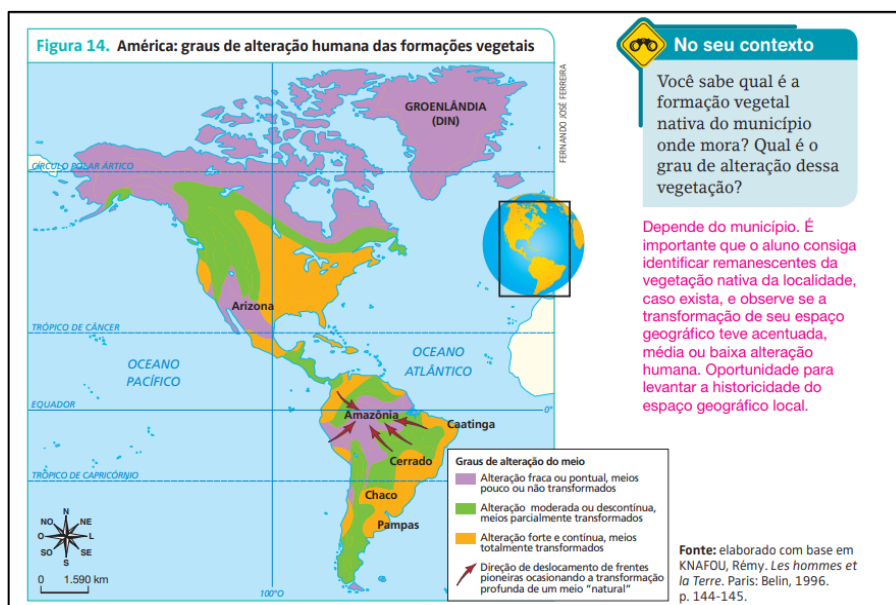 Figura 14. América: graus de alteração humana das formações vegetais
GROENLÂNDIA
(DIN)
FERNANDO JOSÉ FERREIRA
CÍRCULO POLAR ÁRTICO
Arizona
TRÓPICO DE CÂNCER
OCEANO
PACÍFICO
OCEANO
ATLÂNTICO
EQUADOR
0°
Amazônia
Caatinga
Cerrado
TRÓPICO DE CAPRICÓRNIO
Chaco
Pampas
N
NO NE
O L
SO SE
S
0 1.590 km
100°O
Graus de alteração do meio
Alteração fraca ou pontual, meios
pouco ou não transformados
Alteração moderada ou descontínua,
meios parcialmente transformados
Alteração forte e contínua, meios
totalmente transformados
Direção de deslocamento de frentes
pioneiras ocasionando a transformação
profunda de um meio “natural”
No seu contexto
Você sabe qual é a
formação vegetal
nativa do município
onde mora? Qual é o
grau de alteração dessa
vegetação?
Depende do município. É
importante que o aluno consiga
identificar remanescentes da
vegetação nativa da localidade,
caso exista, e observe se a
transformação de seu espaço
geográfico teve acentuada,
média ou baixa alteração
humana. Oportunidade para
levantar a historicidade do
espaço geográfico local.
Fonte: elaborado com base em
KNAFOU, Rémy. Les hommes et
la Terre. Paris: Belin, 1996.
p. 144-145.